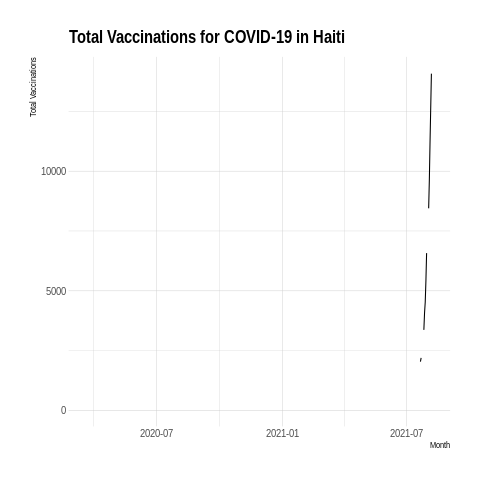 Total Vaccinations for COVID-19 in Haiti
Total Vaccinations
10000
5000
0
2020-07
2021-01
2021-07
Month